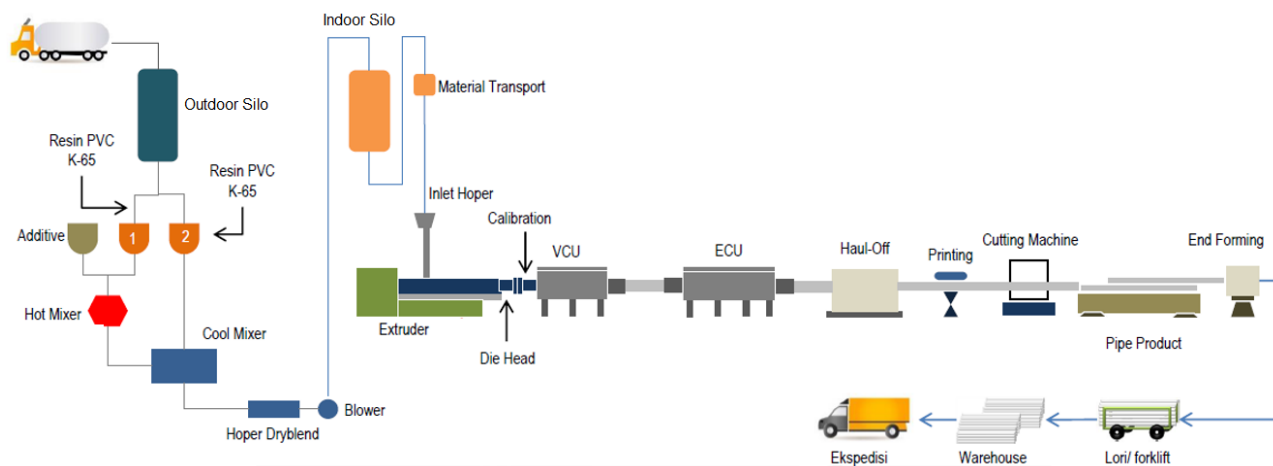 Indoor Silo
Material Transport
Outdoor Silo
Resin PVC
K-65
Resin PVC
K-65
Additive
1
2
Inlet Hoper
Calibration
VCU
ECU
Haul-Off
Printing
Cutting Machine
End Forming
Hot Mixer
Cool Mixer
Extruder
Die Head
Pipe Product
Hoper Dryblend
Blower
Ekspedisi
Warehouse
Lori/ forklift